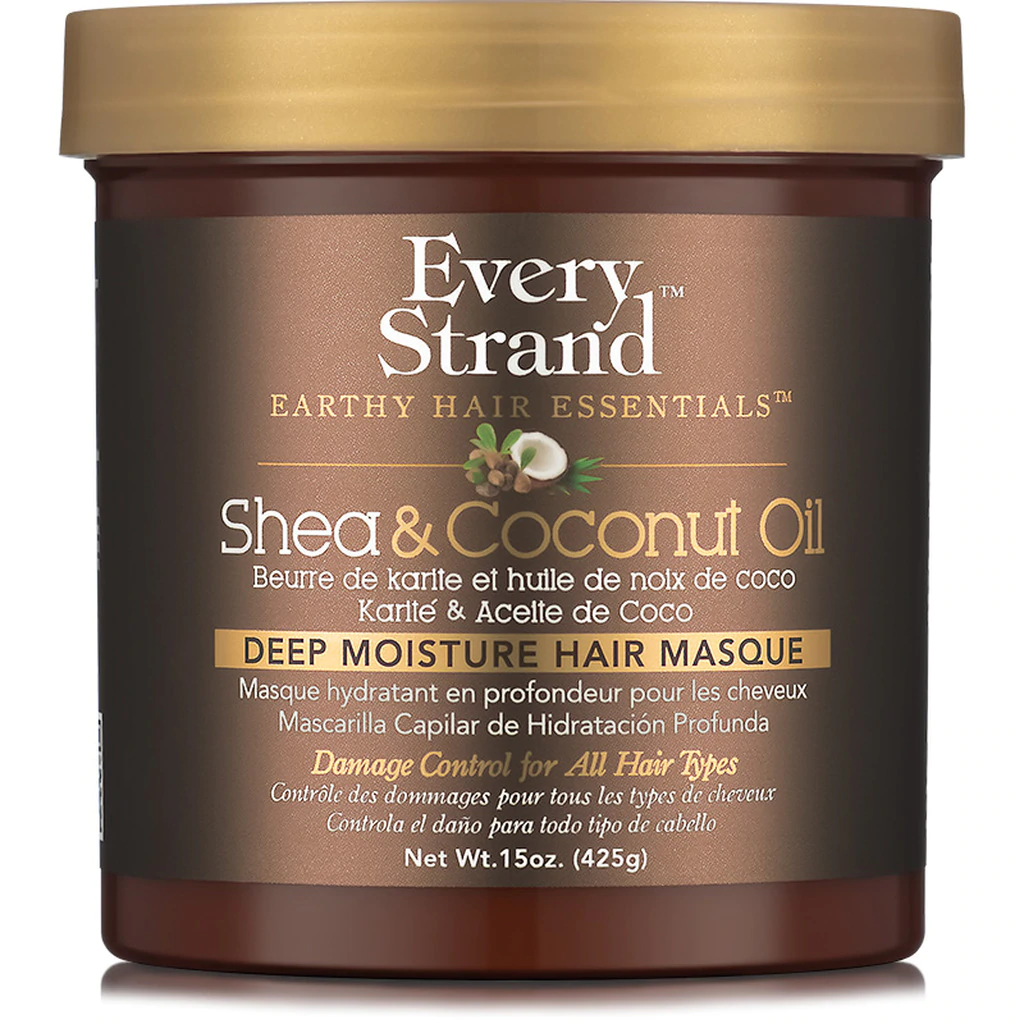 Every
Strand™
EARTHY HAIR ESSENTIALS™
Shea & Coconut Oil
Beurre de karite et huile de noix de coco
Karité & Aceite de Coco
DEEP MOISTURE HAIR MASQUE
Masque hydratant en profondeur pour les cheveux
Mascarilla Capilar de Hidratación Profunda
Damage Control for All Hair Types
Contrôle des dommages pour tous les types de cheveux
Controla el daño para todo tipo de cabello
Net Wt.15oz. (425g)